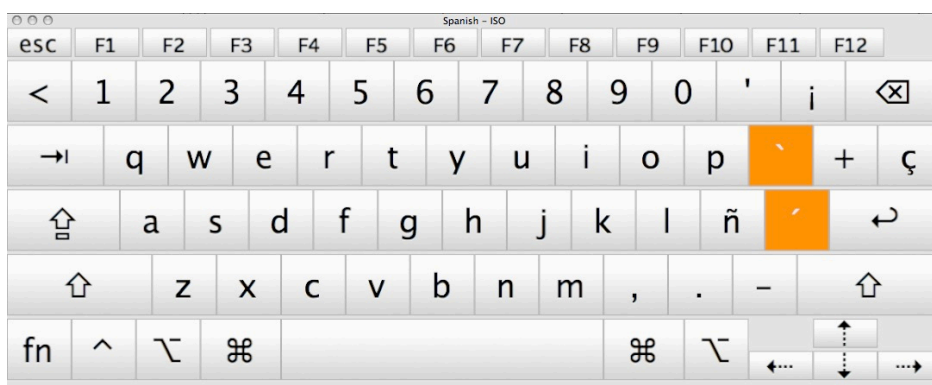 Spanish - ISO
esc F1 F2 F3 F4 F5 F6 F7 F8 F9 F10 F11 F12
< 1 2 3 4 5 6 7 8 9 0 ' ¡ ⌫
⇥ q w e r t y u i o p ` + ç
⇪ a s d f g h j k l ñ ´ ↩
⇧ z x c v b n m , . – ⇧
fn ^ ⌥ ⌘ ⌘ ⌥ ⇠ ⇡ ⇣ ⇢